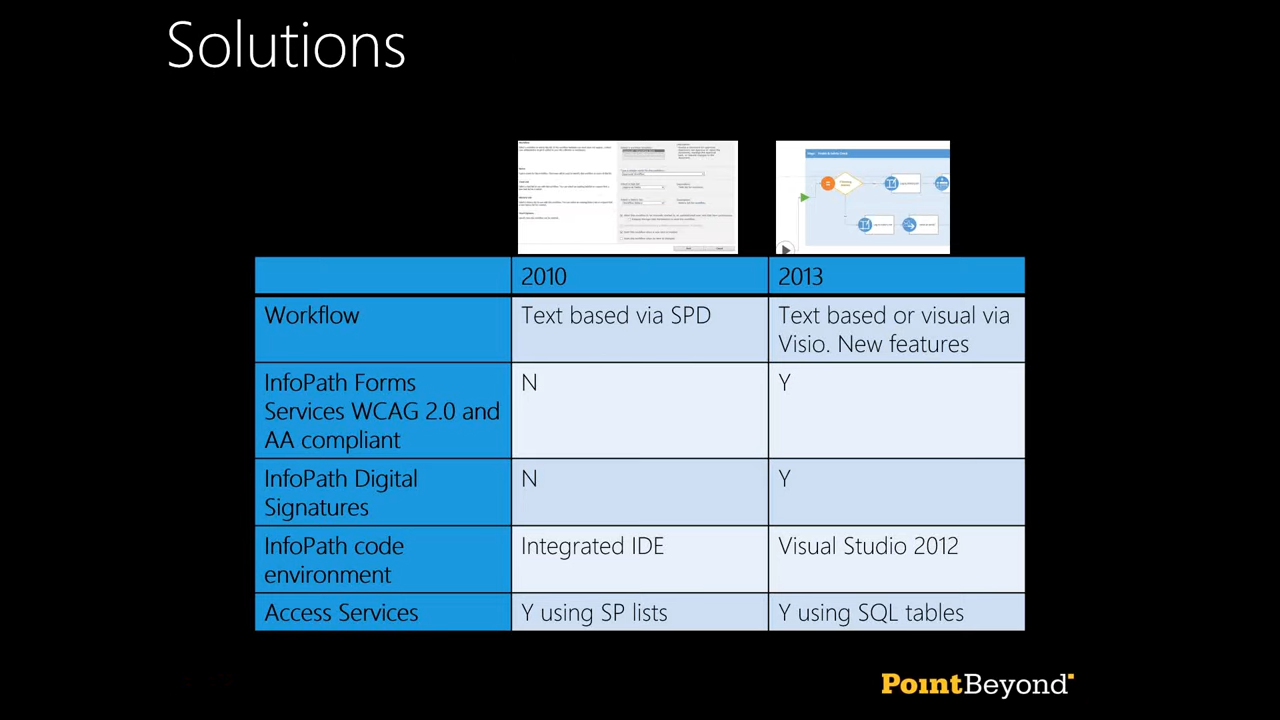 Solutions
2010
2013
Workflow
Text based via SPD
Text based or visual via
Visio. New features
InfoPath Forms
Services WCAG 2.0 and
AA compliant
N
Y
InfoPath Digital
Signatures
N
Y
InfoPath code
environment
Integrated IDE
Visual Studio 2012
Access Services
Y using SP lists
Y using SQL tables
PointBeyond